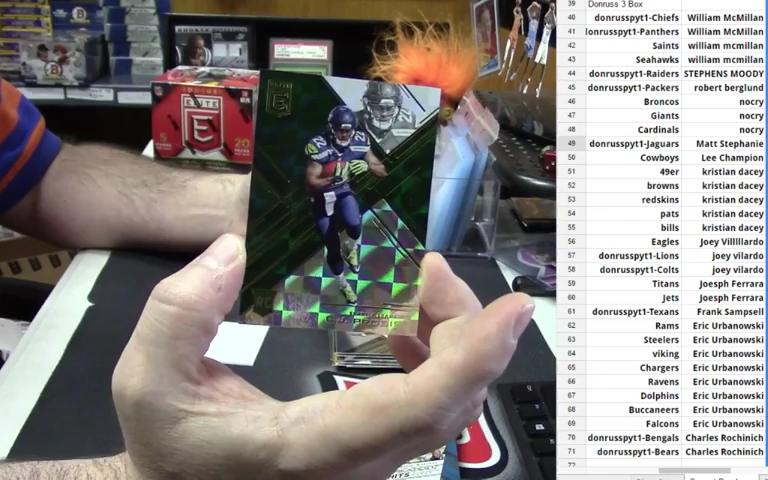 39 Donruss 3 Box
40 donrusspyt1-Chiefs William McMillan
41 lonrusspyt1-Panthers William McMillan
42 Saints william mcmillan
43 Seahawks william mcmillan
44 donrusspyt1-Raiders STEPHENS MOODY
45 donrusspyt1-Packers robert berglund
46 Broncos nocry
47 Giants nocry
48 Cardinals nocry
49 donrusspyt1-Jaguars Matt Stephanie
50 Cowboys Lee Champion
51 49er kristian dacey
52 browns kristian dacey
53 redskins kristian dacey
54 pats kristian dacey
55 bills kristian dacey
56 Eagles Joey Villlllardo
57 donrusspyt1-Lions joey vilardo
58 donrusspyt1-Colts joey vilardo
59 Titans Joesph Ferrara
60 Jets Joesph Ferrara
61 donrusspyt1-Texans Frank Sampsell
62 Rams Eric Urbanowski
63 Steelers Eric Urbanowski
64 viking Eric Urbanowski
65 Chargers Eric Urbanowski
66 Ravens Eric Urbanowski
67 Dolphins Eric Urbanowski
68 Buccaneers Eric Urbanowski
69 Falcons Eric Urbanowski
70 donrusspyt1-Bengals Charles Rochinich
71 donrusspyt1-Bears Charles Rochinich
ELITE
E
5
20
E
22
HITS